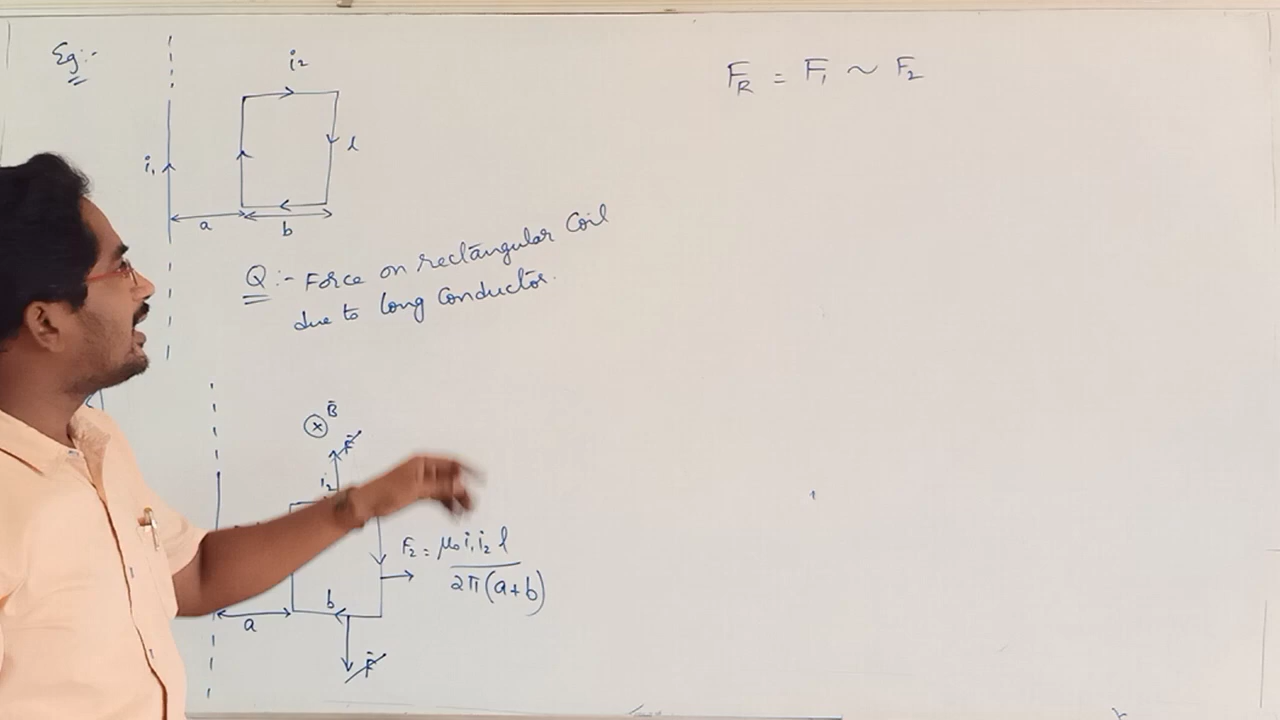 Eg:-
i₂
i₁
l
a
b
Q:- Force on rectangular Coil
due to long Conductor.
B̄
F̄
i₂
F₂ = μ₀ i₁ i₂ l
2π(a+b)
b
a
F̄
F_R = F₁ ~ F₂